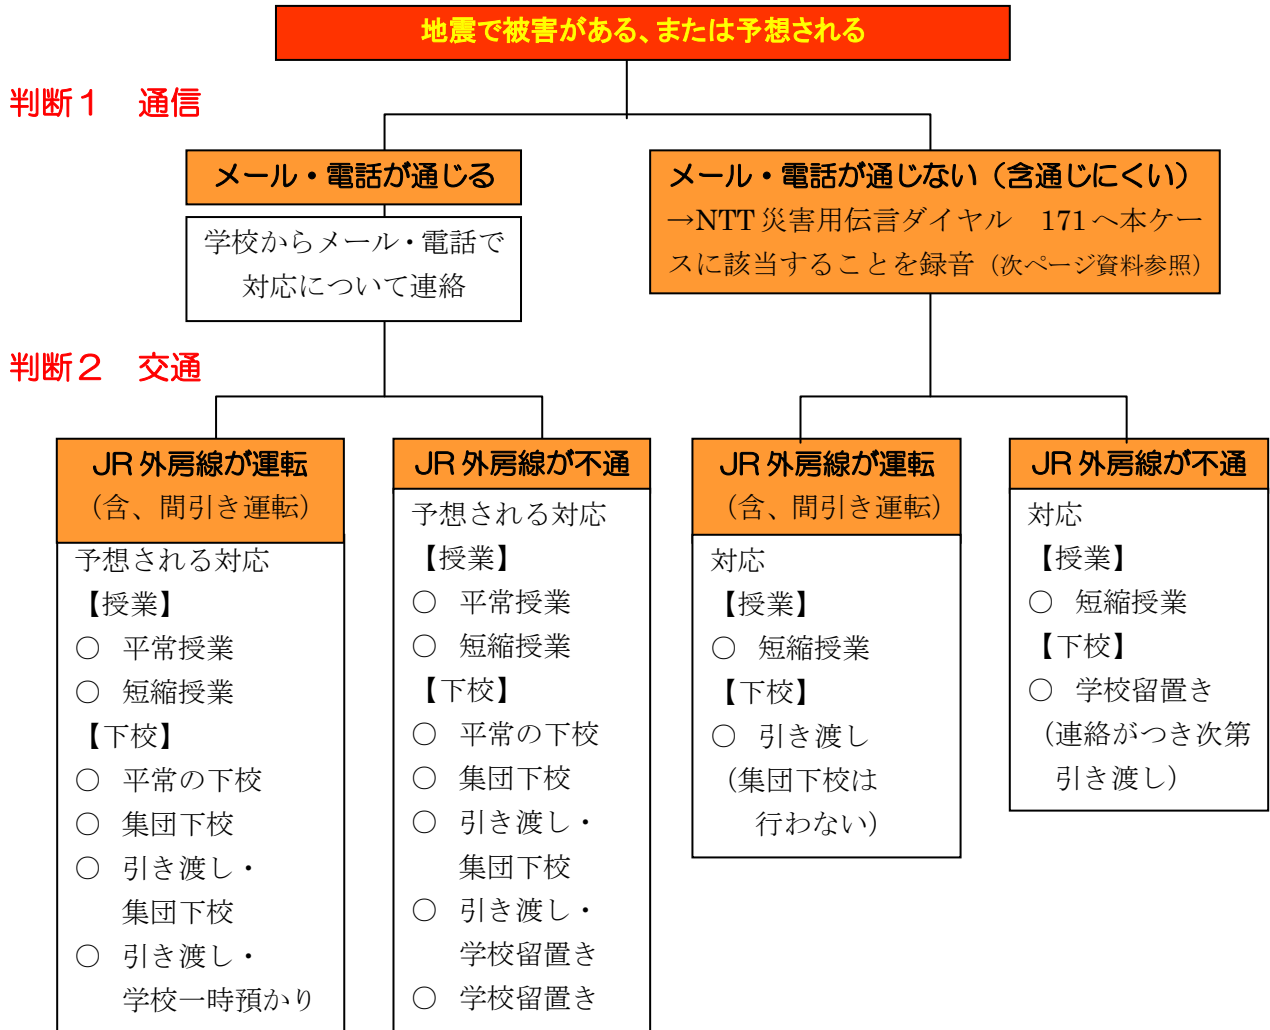 地震で被害がある、または予想される
判断１　通信
メール・電話が通じる
学校からメール・電話で
対応について連絡
メール・電話が通じない（含通じにくい）
→NTT 災害用伝言ダイヤル　171 へ本ケー
スに該当することを録音（次ページ資料参照）
判断２　交通
JR 外房線が運転
（含、間引き運転）
予想される対応
【授業】
○　平常授業
○　短縮授業
【下校】
○　平常の下校
○　集団下校
○　引き渡し・
集団下校
○　引き渡し・
学校一時預かり
JR 外房線が不通
予想される対応
【授業】
○　平常授業
○　短縮授業
【下校】
○　平常の下校
○　集団下校
○　引き渡し・
集団下校
○　引き渡し・
学校留置き
○　学校留置き
JR 外房線が運転
（含、間引き運転）
対応
【授業】
○　短縮授業
【下校】
○　引き渡し
（集団下校は
行わない）
JR 外房線が不通
対応
【授業】
○　短縮授業
【下校】
○　学校留置き
（連絡がつき次第
引き渡し）